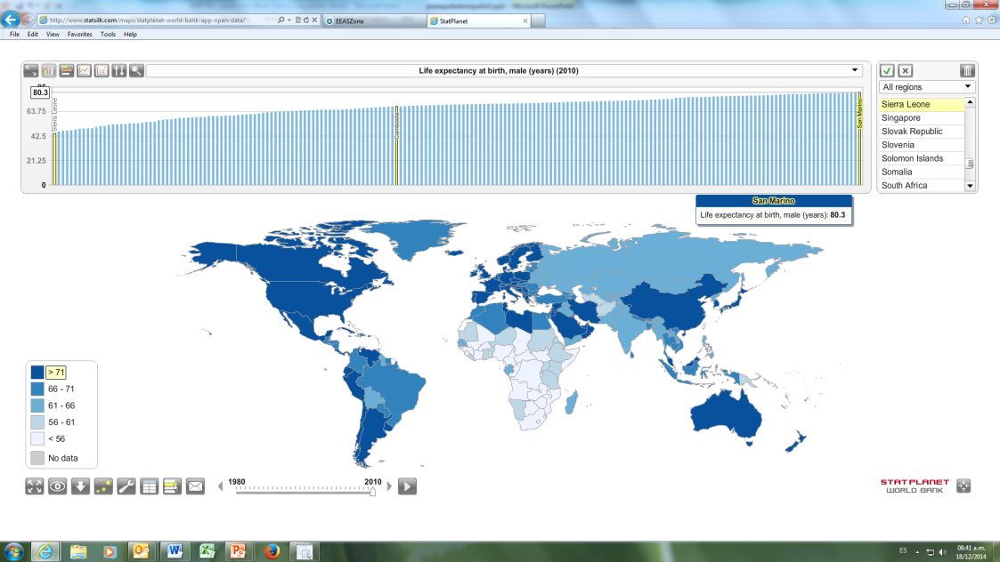 http://www.statsilk.com/maps/statplanet-world-bank-app-open-data/
EEASZone
StatPlanet
File Edit View Favorites Tools Help
Life expectancy at birth, male (years) (2010)
85
80.3
63.75
42.5
21.25
0
Sierra Leone
Cambodia
San Marino
All regions
Sierra Leone
Singapore
Slovak Republic
Slovenia
Solomon Islands
Somalia
South Africa
San Marino
Life expectancy at birth, male (years): 80.3
> 71
66 - 71
61 - 66
56 - 61
< 56
No data
1980
2010
STATPLANET
WORLD BANK
ES
08:41 a.m.
18/12/2014